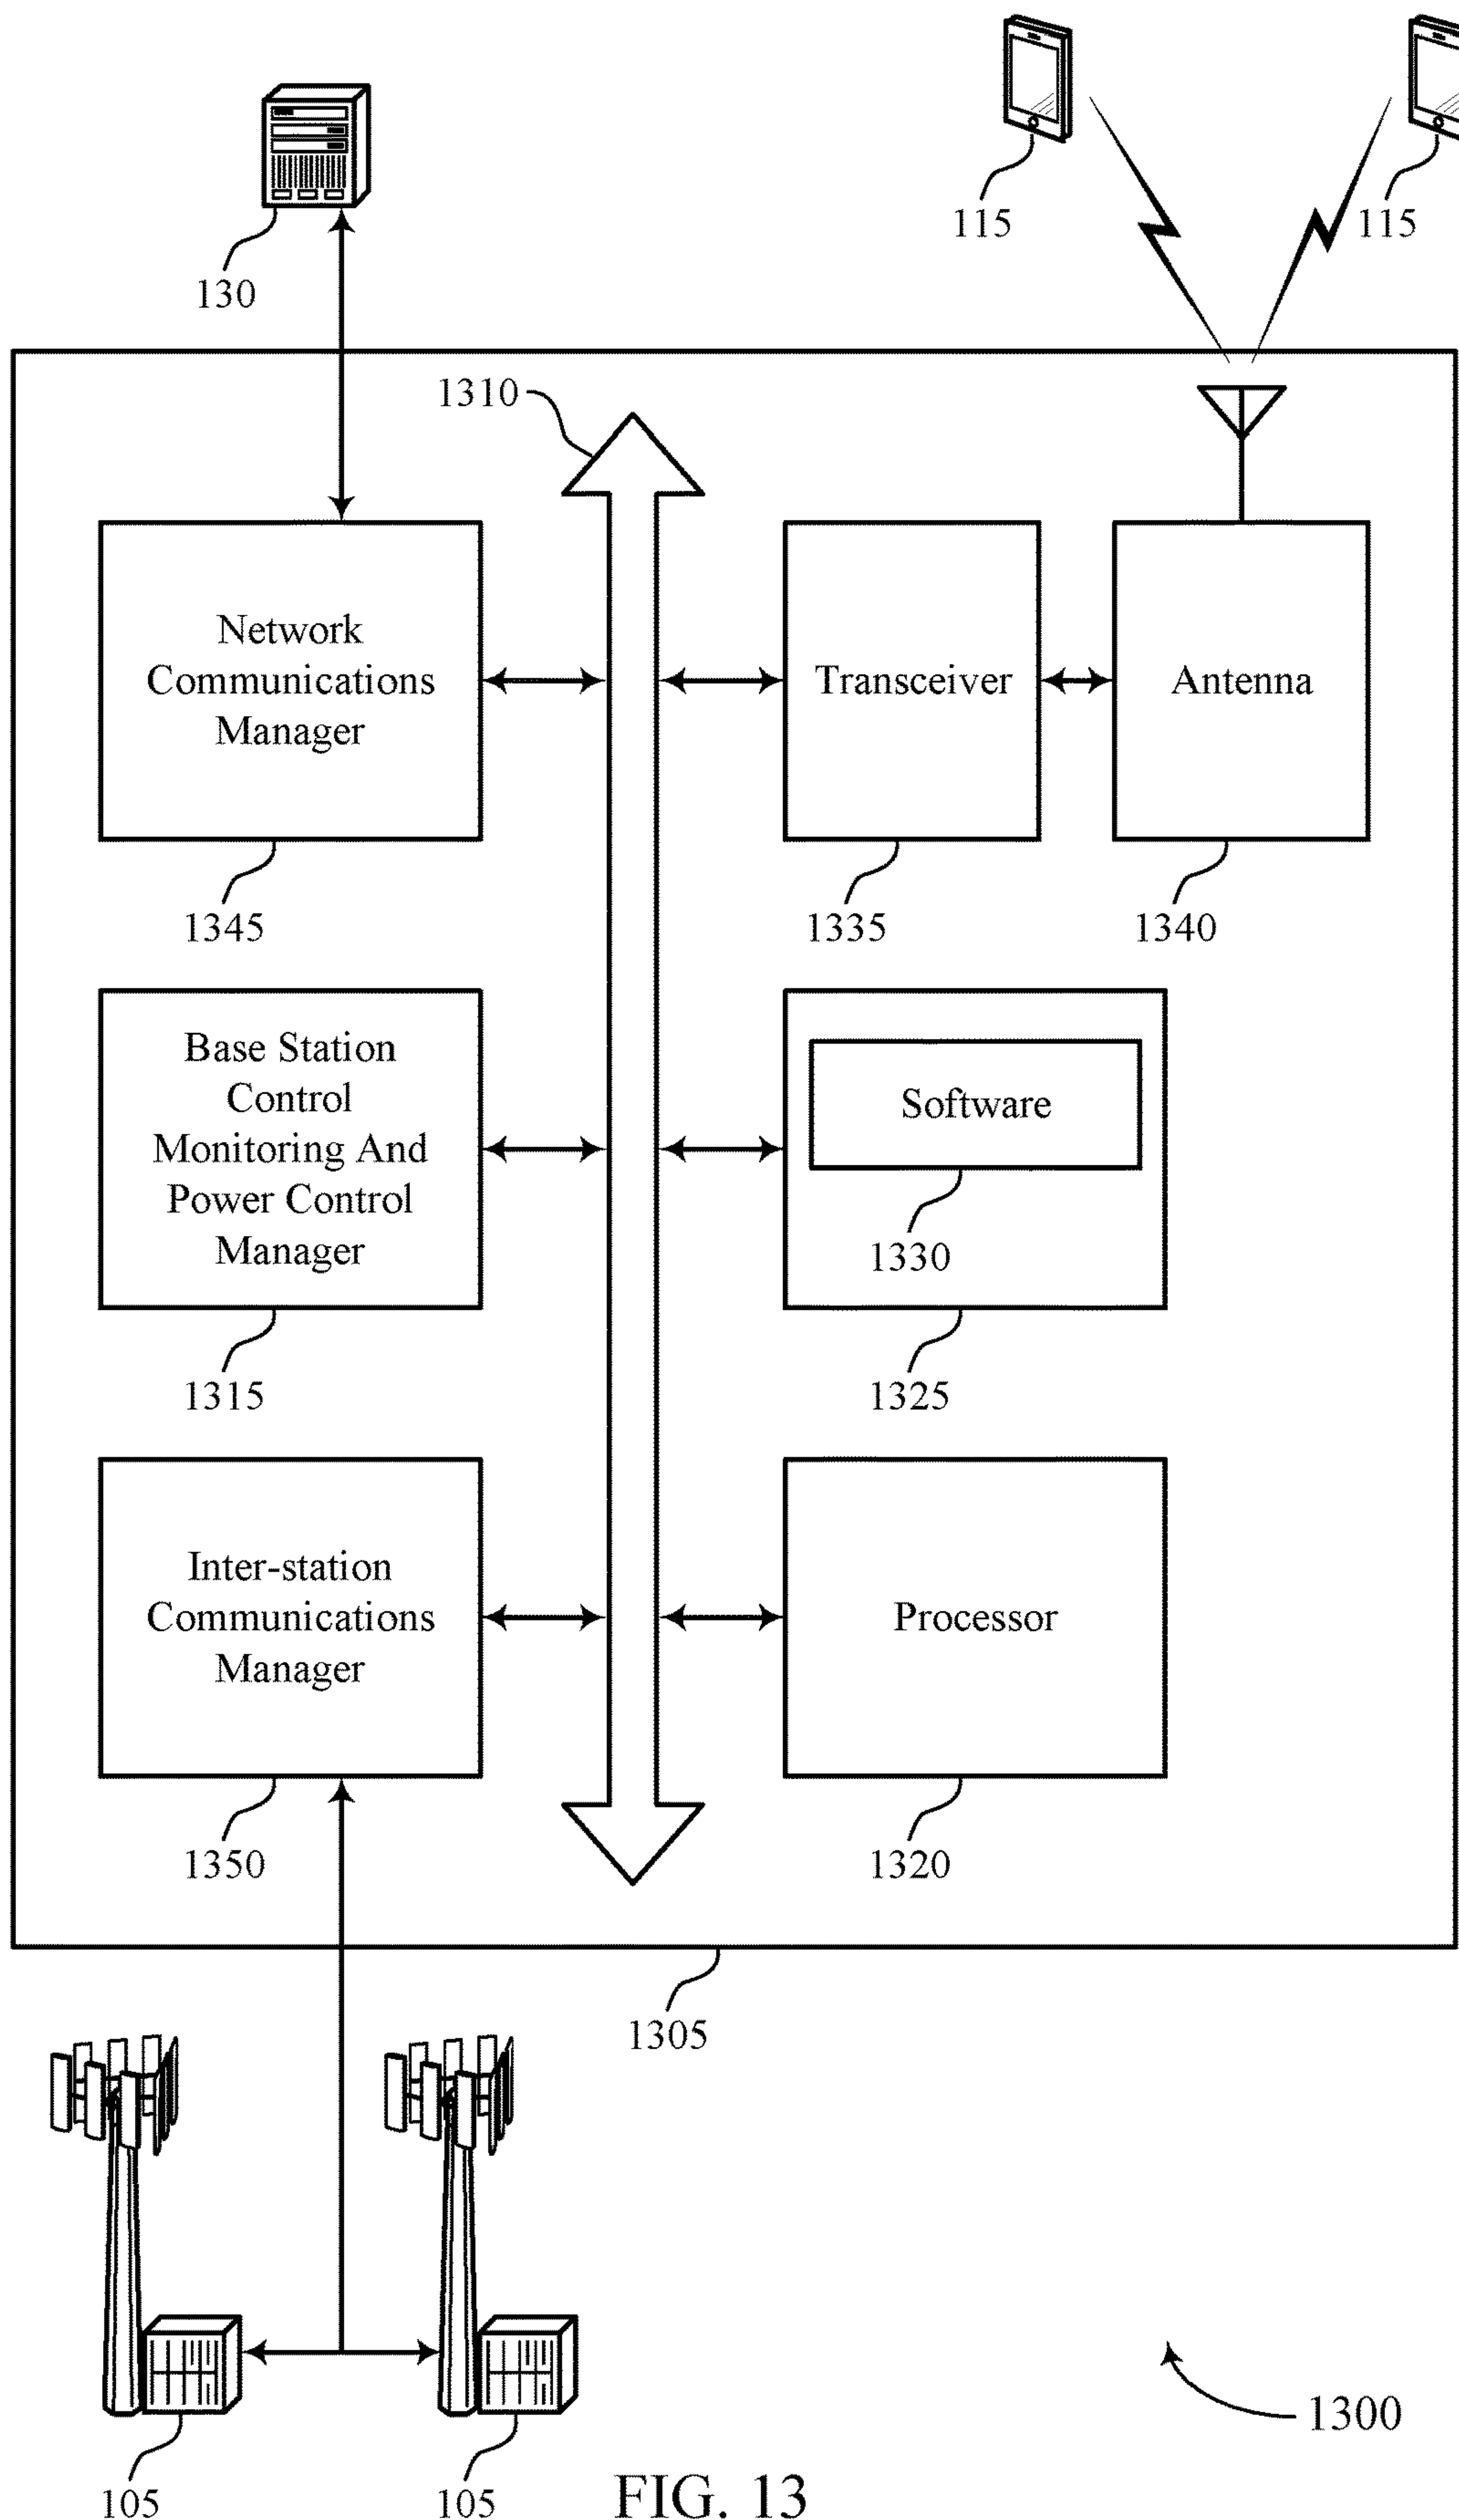 115
115
130
1310
Network
Communications
Manager
Transceiver
Antenna
1345
1335
1340
Base Station
Control
Monitoring And
Power Control
Manager
Software
1330
1315
1325
Inter-station
Communications
Manager
Processor
1350
1320
1305
1300
105
105
FIG. 13